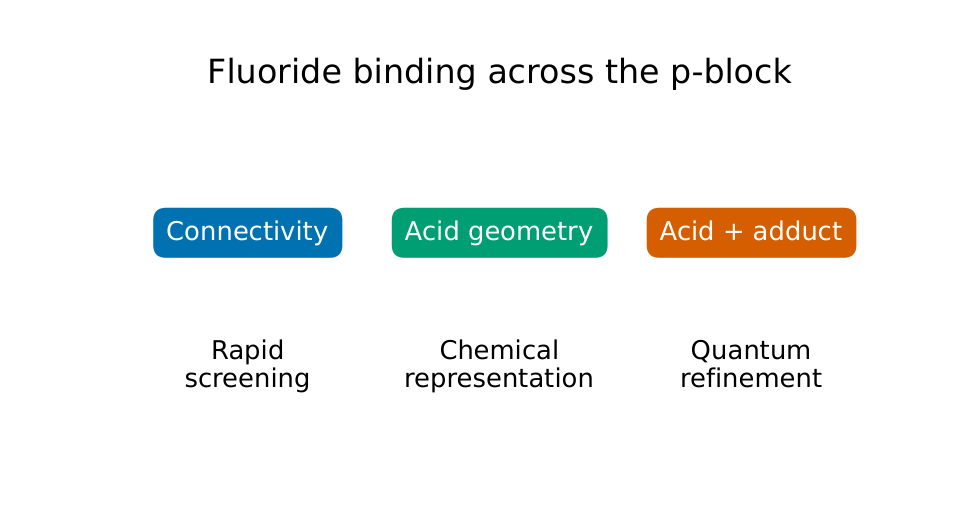 Fluoride binding across the p-block
Connectivity
Acid geometry
Acid + adduct
Rapid
screening
Chemical
representation
Quantum
refinement